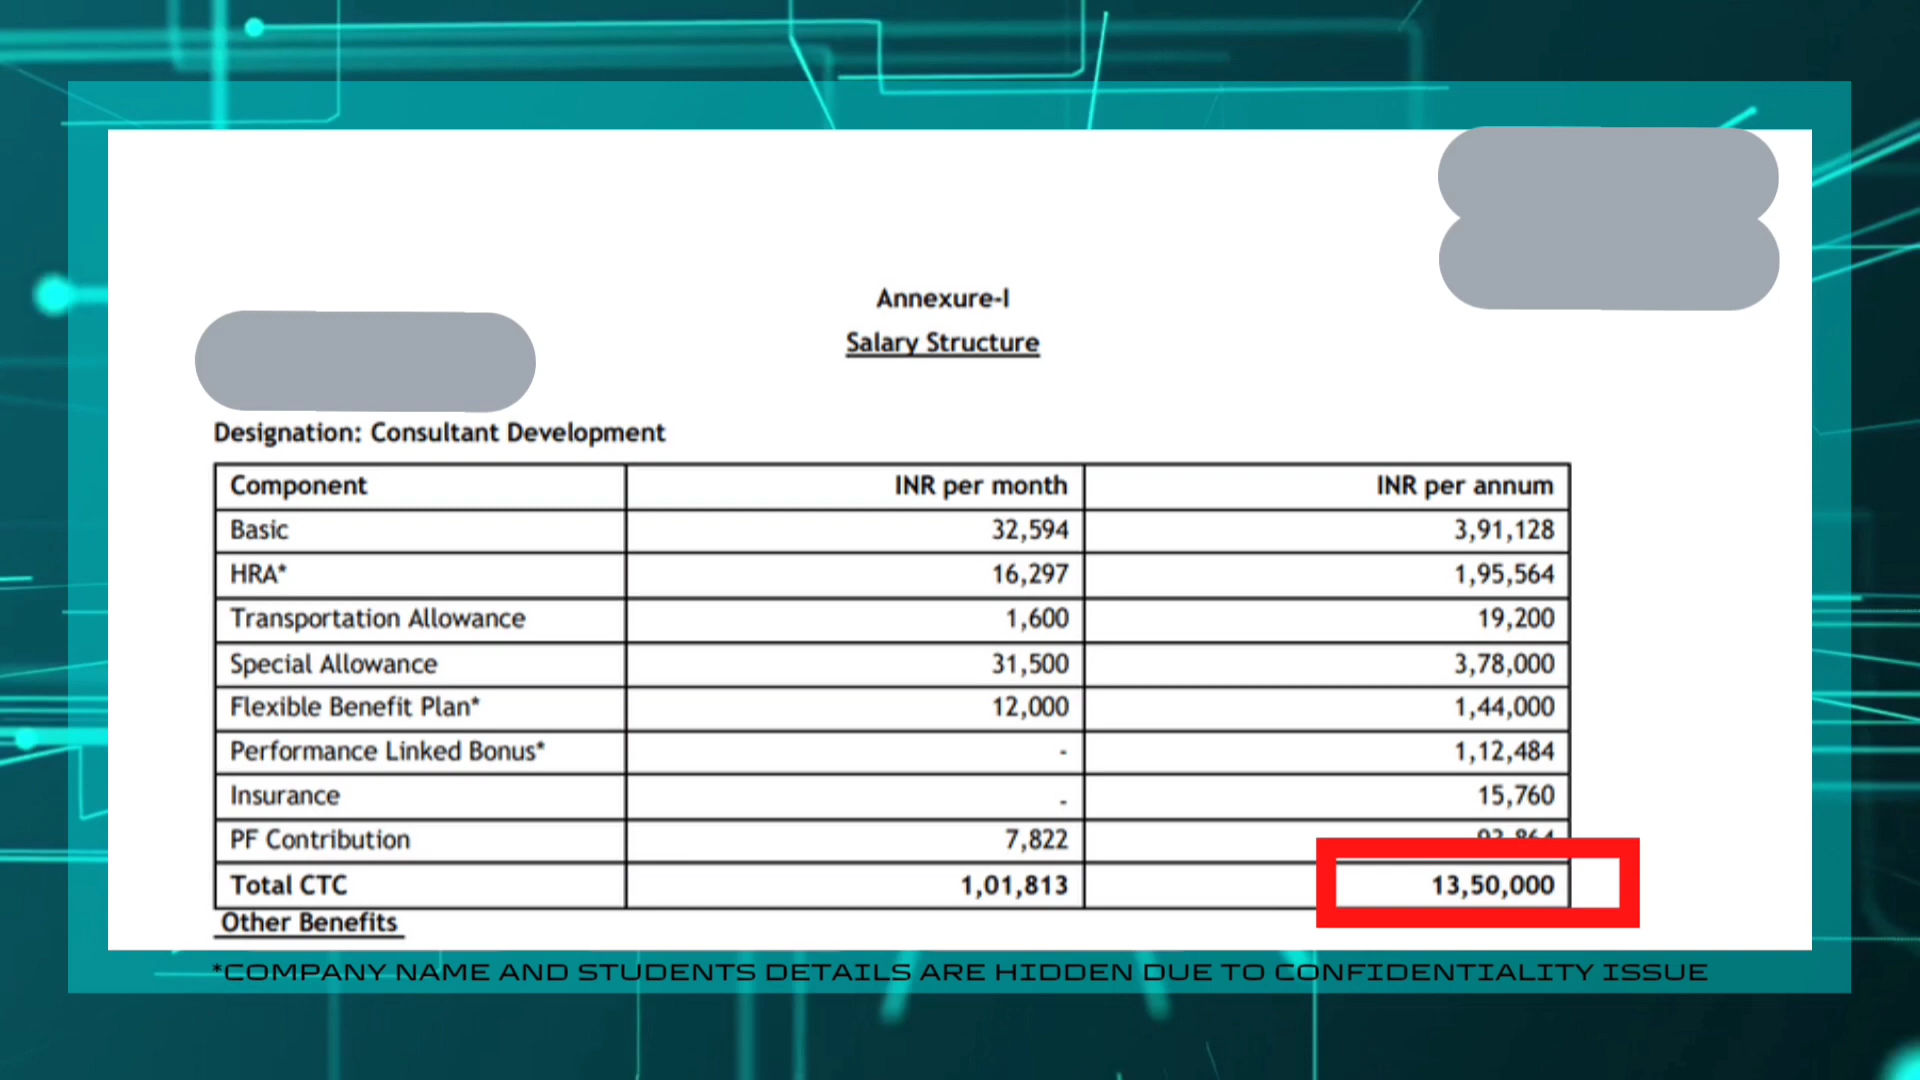 Annexure-I
Salary Structure
Designation: Consultant Development
Component INR per month INR per annum
Basic 32,594 3,91,128
HRA* 16,297 1,95,564
Transportation Allowance 1,600 19,200
Special Allowance 31,500 3,78,000
Flexible Benefit Plan* 12,000 1,44,000
Performance Linked Bonus* - 1,12,484
Insurance - 15,760
PF Contribution 7,822 93,864
Total CTC 1,01,813 13,50,000
Other Benefits
*COMPANY NAME AND STUDENTS DETAILS ARE HIDDEN DUE TO CONFIDENTIALITY ISSUE